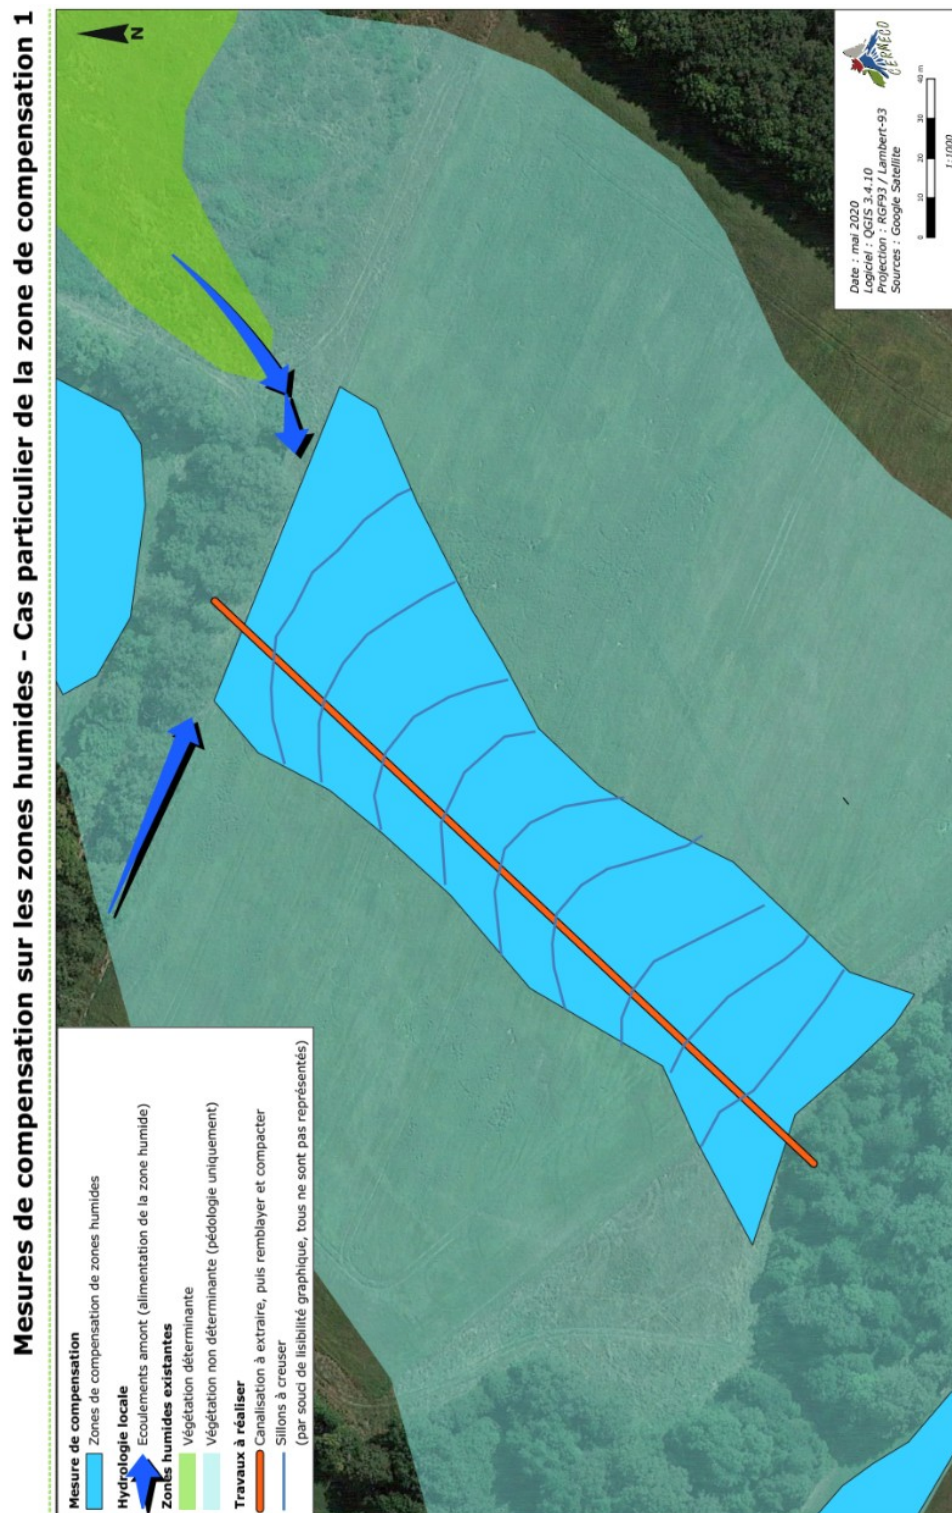 Mesures de compensation sur les zones humides - Cas particulier de la zone de compensation 1
N
Mesure de compensation
Zones de compensation de zones humides
Hydrologie locale
Ecoulements amont (alimentation de la zone humide)
Zones humides existantes
Végétation déterminante
Végétation non déterminante (pédologie uniquement)
Travaux à réaliser
Canalisation à extraire, puis remblayer et compacter
Sillons à creuser
(par souci de lisibilité graphique, tous ne sont pas représentés)
Date : mai 2020
Logiciel : QGIS 3.4.10
Projection : RGF93 / Lambert-93
Sources : Google Satellite
CERMECO
0 10 20 30 40 m
1:1000